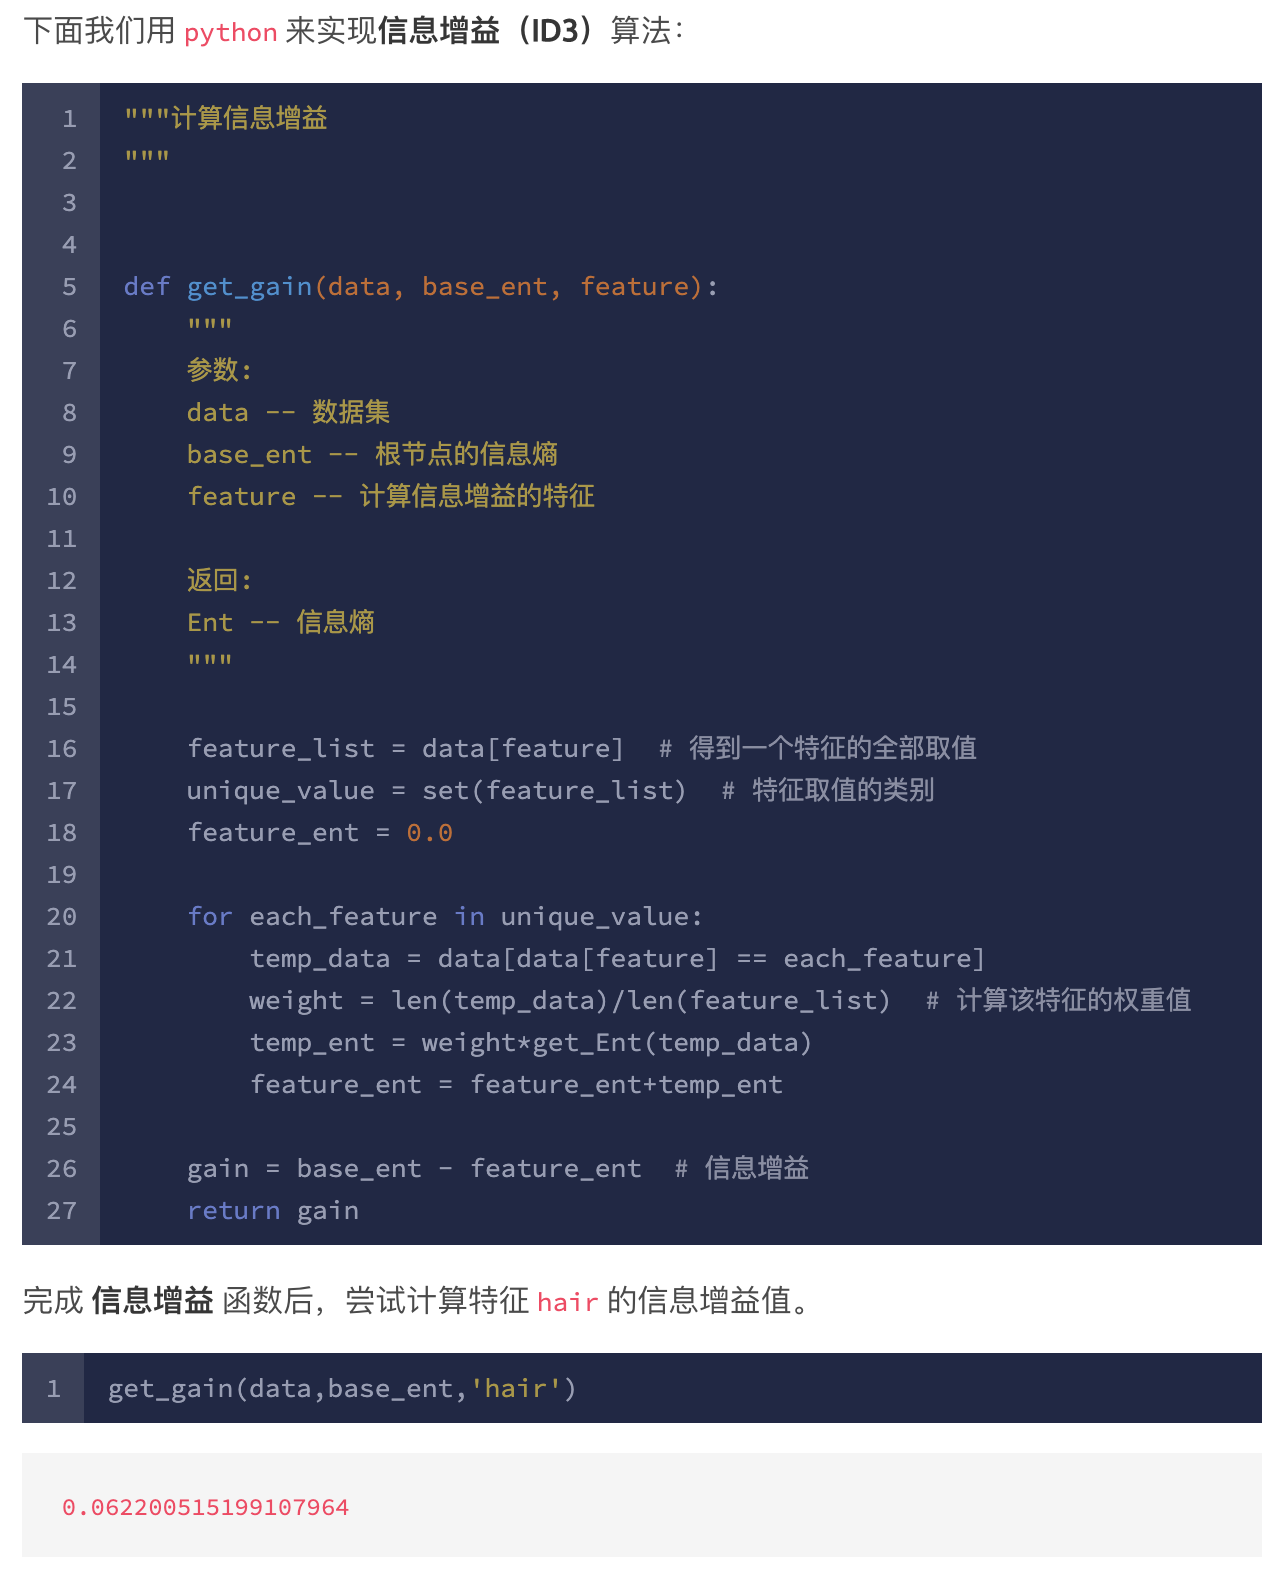 下面我们用 python 来实现信息增益（ID3）算法：
1 """计算信息增益
2 """
3
4
5 def get_gain(data, base_ent, feature):
6     """
7     参数:
8     data -- 数据集
9     base_ent -- 根节点的信息熵
10     feature -- 计算信息增益的特征
11
12     返回:
13     Ent -- 信息熵
14     """
15
16     feature_list = data[feature]  # 得到一个特征的全部取值
17     unique_value = set(feature_list)  # 特征取值的类别
18     feature_ent = 0.0
19
20     for each_feature in unique_value:
21         temp_data = data[data[feature] == each_feature]
22         weight = len(temp_data)/len(feature_list)  # 计算该特征的权重值
23         temp_ent = weight*get_Ent(temp_data)
24         feature_ent = feature_ent+temp_ent
25
26     gain = base_ent - feature_ent  # 信息增益
27     return gain
完成 信息增益 函数后，尝试计算特征 hair 的信息增益值。
1 get_gain(data,base_ent,'hair')
0.062200515199107964